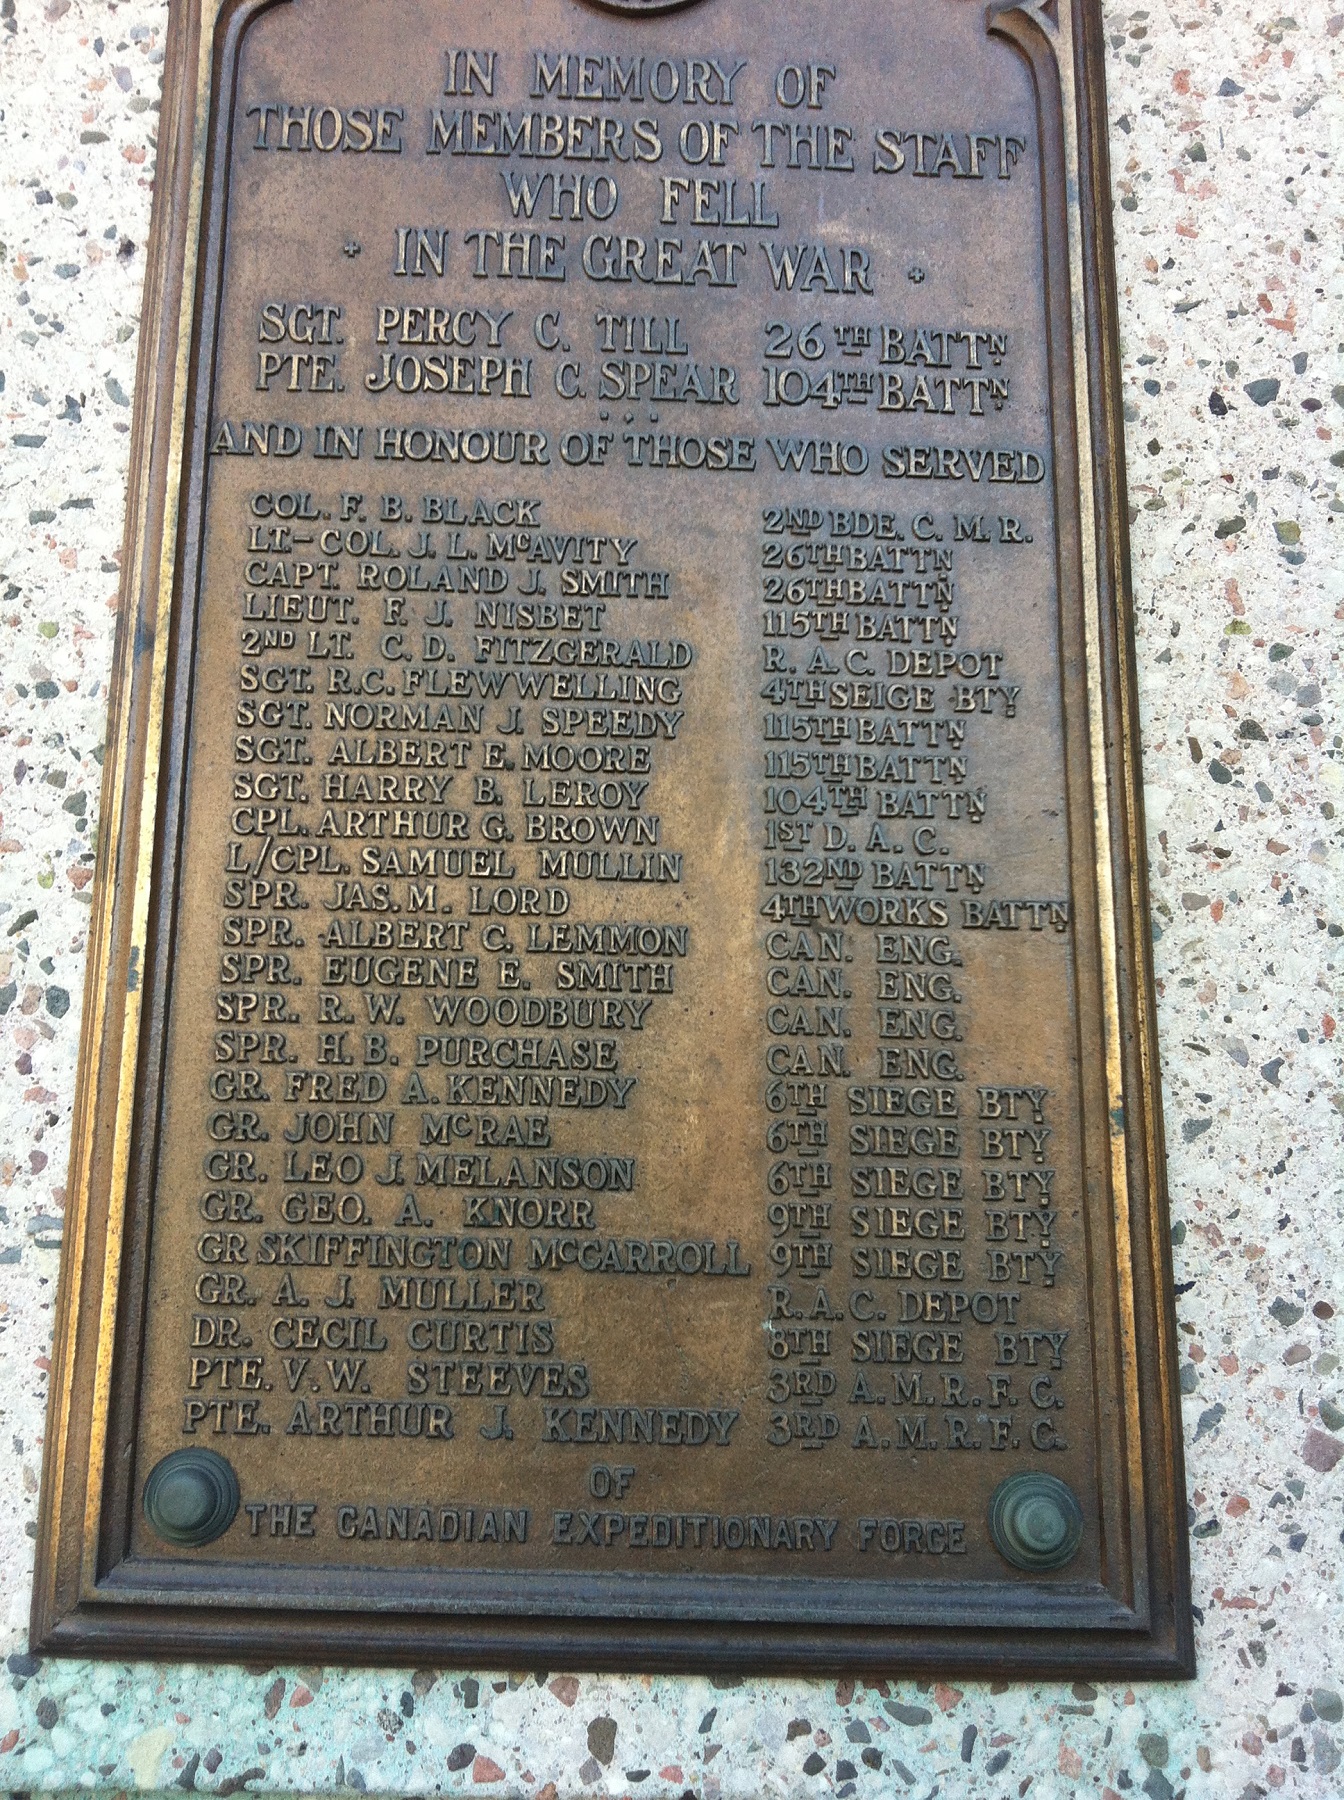 IN MEMORY OF
THOSE MEMBERS OF THE STAFF
WHO FELL
IN THE GREAT WAR
SGT. PERCY C. TILL 26TH BATTN
PTE. JOSEPH C. SPEAR 104TH BATTN
AND IN HONOUR OF THOSE WHO SERVED
COL. F. B. BLACK 2ND BDE. C. M. R.
LT.-COL. J. L. McAVITY 26TH BATTN
CAPT. ROLAND J. SMITH 26TH BATTN
LIEUT. F. J. NISBET 115TH BATTN
2ND LT. C. D. FITZGERALD R. A. C. DEPOT
SGT. R.C. FLEWWELLING 4TH SEIGE BTY
SGT. NORMAN J. SPEEDY 115TH BATTN
SGT. ALBERT E. MOORE 115TH BATTN
SGT. HARRY B. LEROY 104TH BATTN
CPL. ARTHUR G. BROWN 1ST D. A. C.
L/CPL. SAMUEL MULLIN 132ND BATTN
SPR. JAS. M. LORD 4TH WORKS BATTN
SPR. ALBERT C. LEMMON CAN. ENG.
SPR. EUGENE E. SMITH CAN. ENG.
SPR. R. W. WOODBURY CAN. ENG.
SPR. H. B. PURCHASE CAN. ENG.
GR. FRED A. KENNEDY 6TH SIEGE BTY
GR. JOHN McRAE 6TH SIEGE BTY
GR. LEO J. MELANSON 6TH SIEGE BTY
GR. GEO. A. KNORR 9TH SIEGE BTY
GR SKIFFINGTON McCARROLL 9TH SIEGE BTY
GR. A. J. MULLER R. A. C. DEPOT
DR. CECIL CURTIS 8TH SIEGE BTY
PTE. V. W. STEEVES 3RD A. M. R. F. C.
PTE. ARTHUR J. KENNEDY 3RD A. M. R. F. C.
OF
THE CANADIAN EXPEDITIONARY FORCE